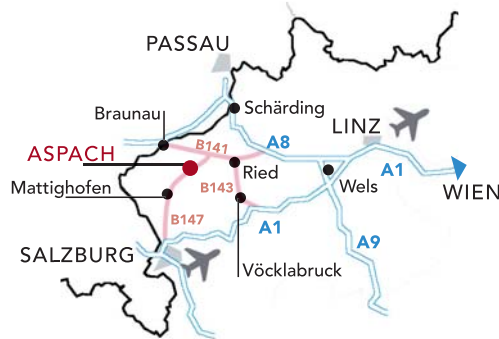 PASSAU
Braunau
Schärding
B141
A8
LINZ
ASPACH
Ried
A1
Mattighofen
B143
Wels
WIEN
B147
A1
A9
SALZBURG
Vöcklabruck